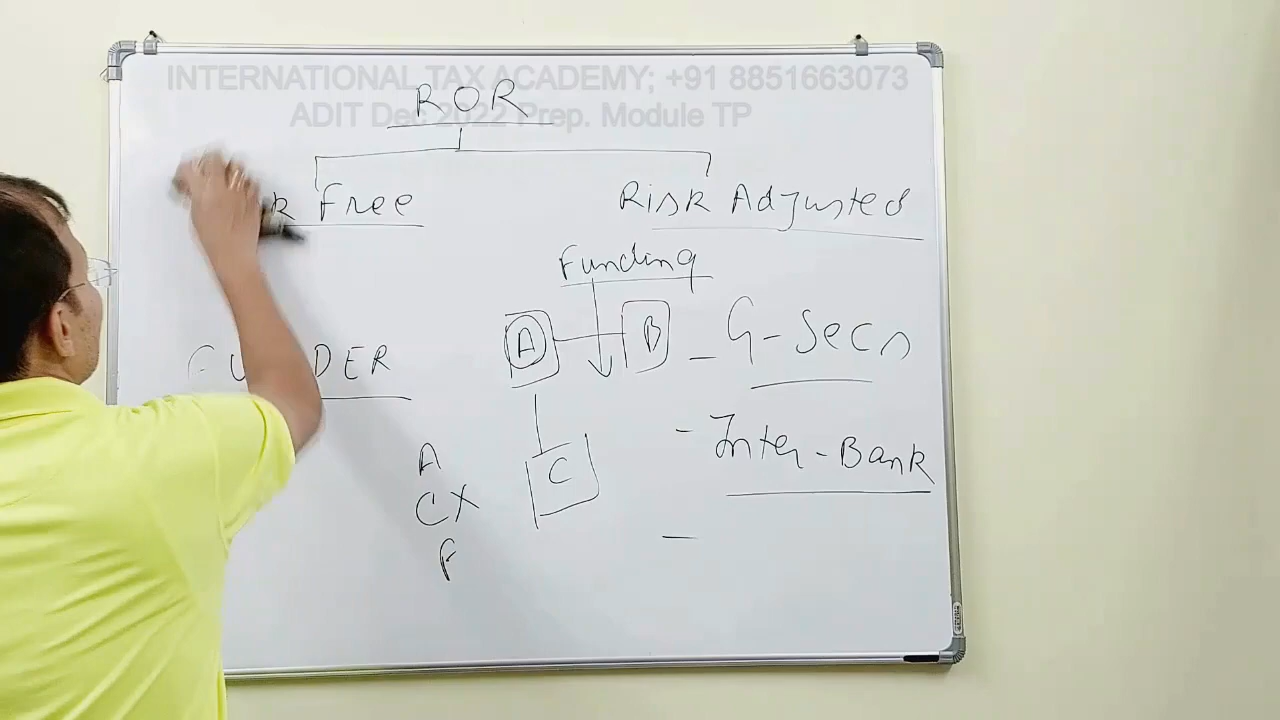 INTERNATIONAL TAX ACADEMY; +91 8851663073
ADIT Dec 2022 Prep. Module TP
ROR
Free
Risk Adjusted
Funding
A B
- G-Secs
DER
- Inter-Bank
A
C X
F
C
-